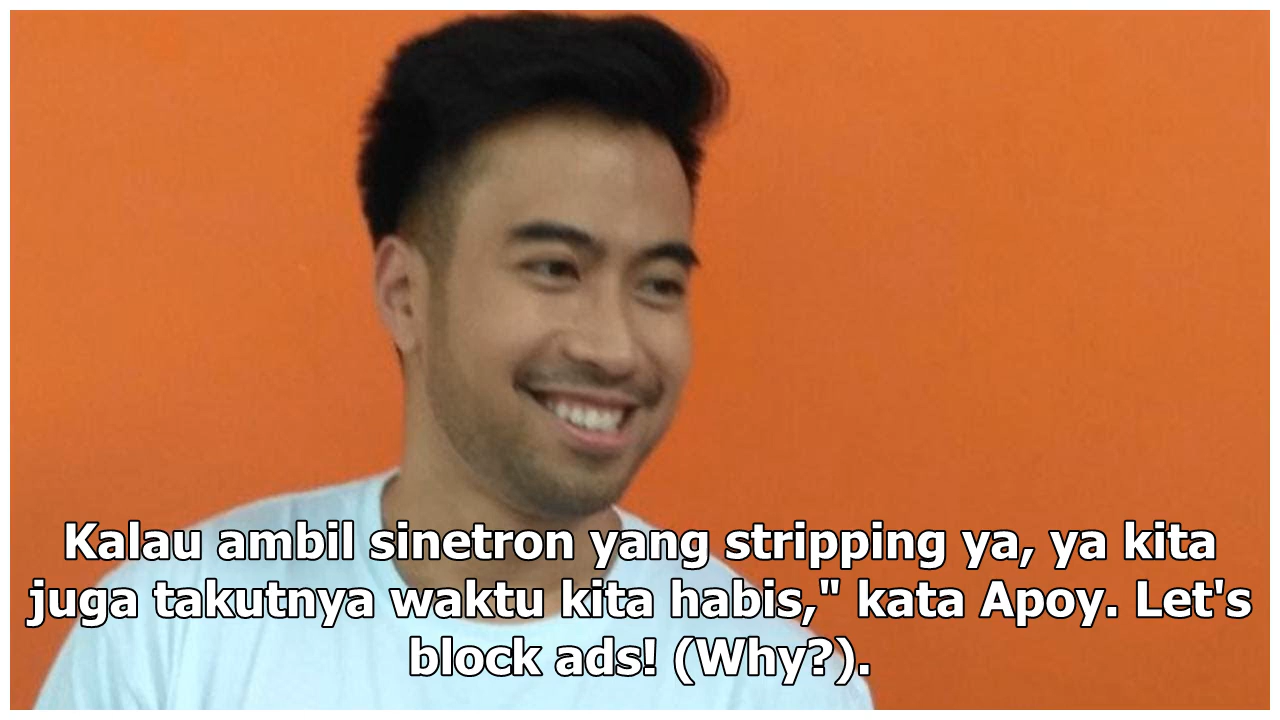 Kalau ambil sinetron yang stripping ya, ya kita
juga takutnya waktu kita habis," kata Apoy. Let's
block ads! (Why?).